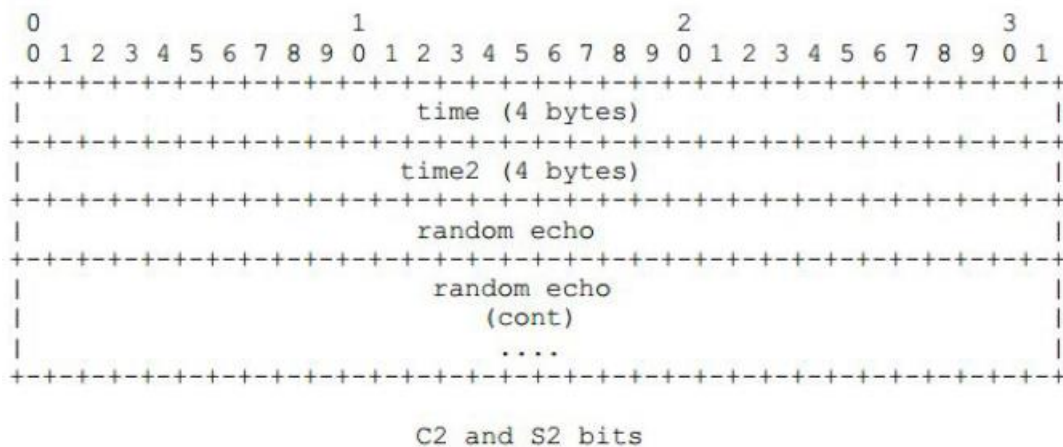 0                   1                   2                   3
 0 1 2 3 4 5 6 7 8 9 0 1 2 3 4 5 6 7 8 9 0 1 2 3 4 5 6 7 8 9 0 1
+-+-+-+-+-+-+-+-+-+-+-+-+-+-+-+-+-+-+-+-+-+-+-+-+-+-+-+-+-+-+-+-+
|                        time (4 bytes)                         |
+-+-+-+-+-+-+-+-+-+-+-+-+-+-+-+-+-+-+-+-+-+-+-+-+-+-+-+-+-+-+-+-+
|                       time2 (4 bytes)                         |
+-+-+-+-+-+-+-+-+-+-+-+-+-+-+-+-+-+-+-+-+-+-+-+-+-+-+-+-+-+-+-+-+
|                        random echo                            |
+-+-+-+-+-+-+-+-+-+-+-+-+-+-+-+-+-+-+-+-+-+-+-+-+-+-+-+-+-+-+-+-+
|                         random echo                           |
|                            (cont)                             |
|                             ....                              |
+-+-+-+-+-+-+-+-+-+-+-+-+-+-+-+-+-+-+-+-+-+-+-+-+-+-+-+-+-+-+-+-+
                        C2 and S2 bits